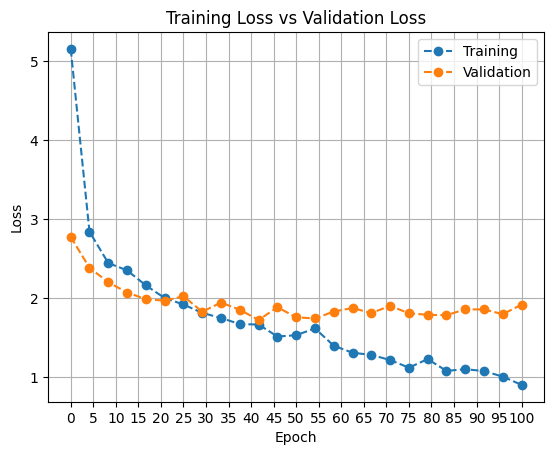 Training Loss vs Validation Loss
Training
Validation
5
4
3
2
1
Loss
0 5 10 15 20 25 30 35 40 45 50 55 60 65 70 75 80 85 90 95 100
Epoch